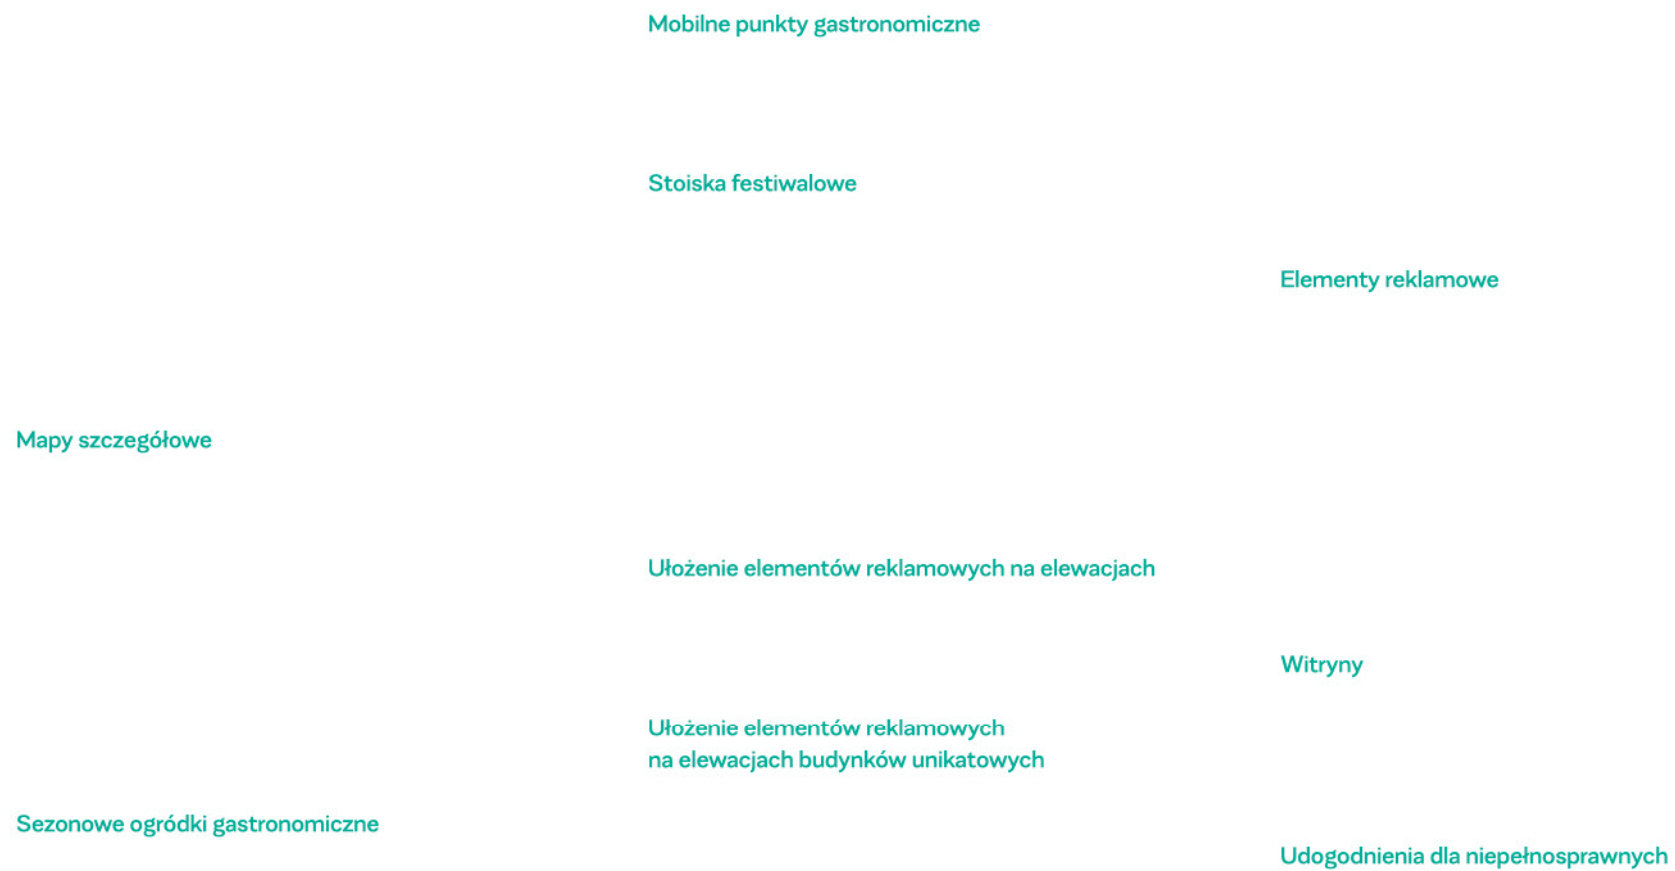 Mapy szczegółowe
Sezonowe ogródki gastronomiczne
Mobilne punkty gastronomiczne
Stoiska festiwalowe
Ułożenie elementów reklamowych na elewacjach
Ułożenie elementów reklamowych
na elewacjach budynków unikatowych
Elementy reklamowe
Witryny
Udogodnienia dla niepełnosprawnych